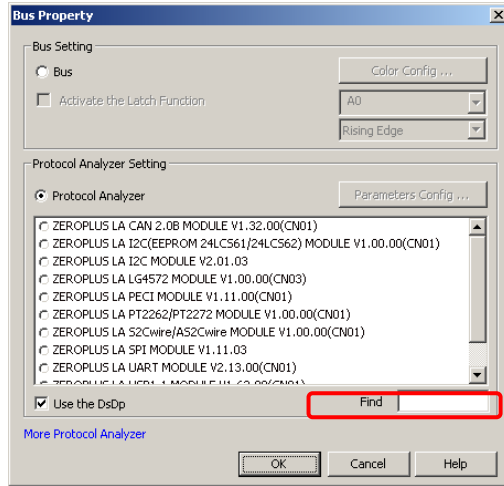 Bus Property
Bus Setting
Bus
Color Config ...
Activate the Latch Function
A0
Rising Edge
Protocol Analyzer Setting
Protocol Analyzer
Parameters Config ...
ZEROPLUS LA CAN 2.0B MODULE V1.32.00(CN01)
ZEROPLUS LA I2C(EEPROM 24LCS61/24LCS62) MODULE V1.00.00(CN01)
ZEROPLUS LA I2C MODULE V2.01.03
ZEROPLUS LA LG4572 MODULE V1.00.00(CN03)
ZEROPLUS LA PECI MODULE V1.11.00(CN01)
ZEROPLUS LA PT2262/PT2272 MODULE V1.00.00(CN01)
ZEROPLUS LA S2Cwire/AS2Cwire MODULE V1.00.00(CN01)
ZEROPLUS LA SPI MODULE V1.11.03
ZEROPLUS LA UART MODULE V2.13.00(CN01)
ZEROPLUS LA USB1.1 MODULE
Use the DsDp
Find
More Protocol Analyzer
OK
Cancel
Help